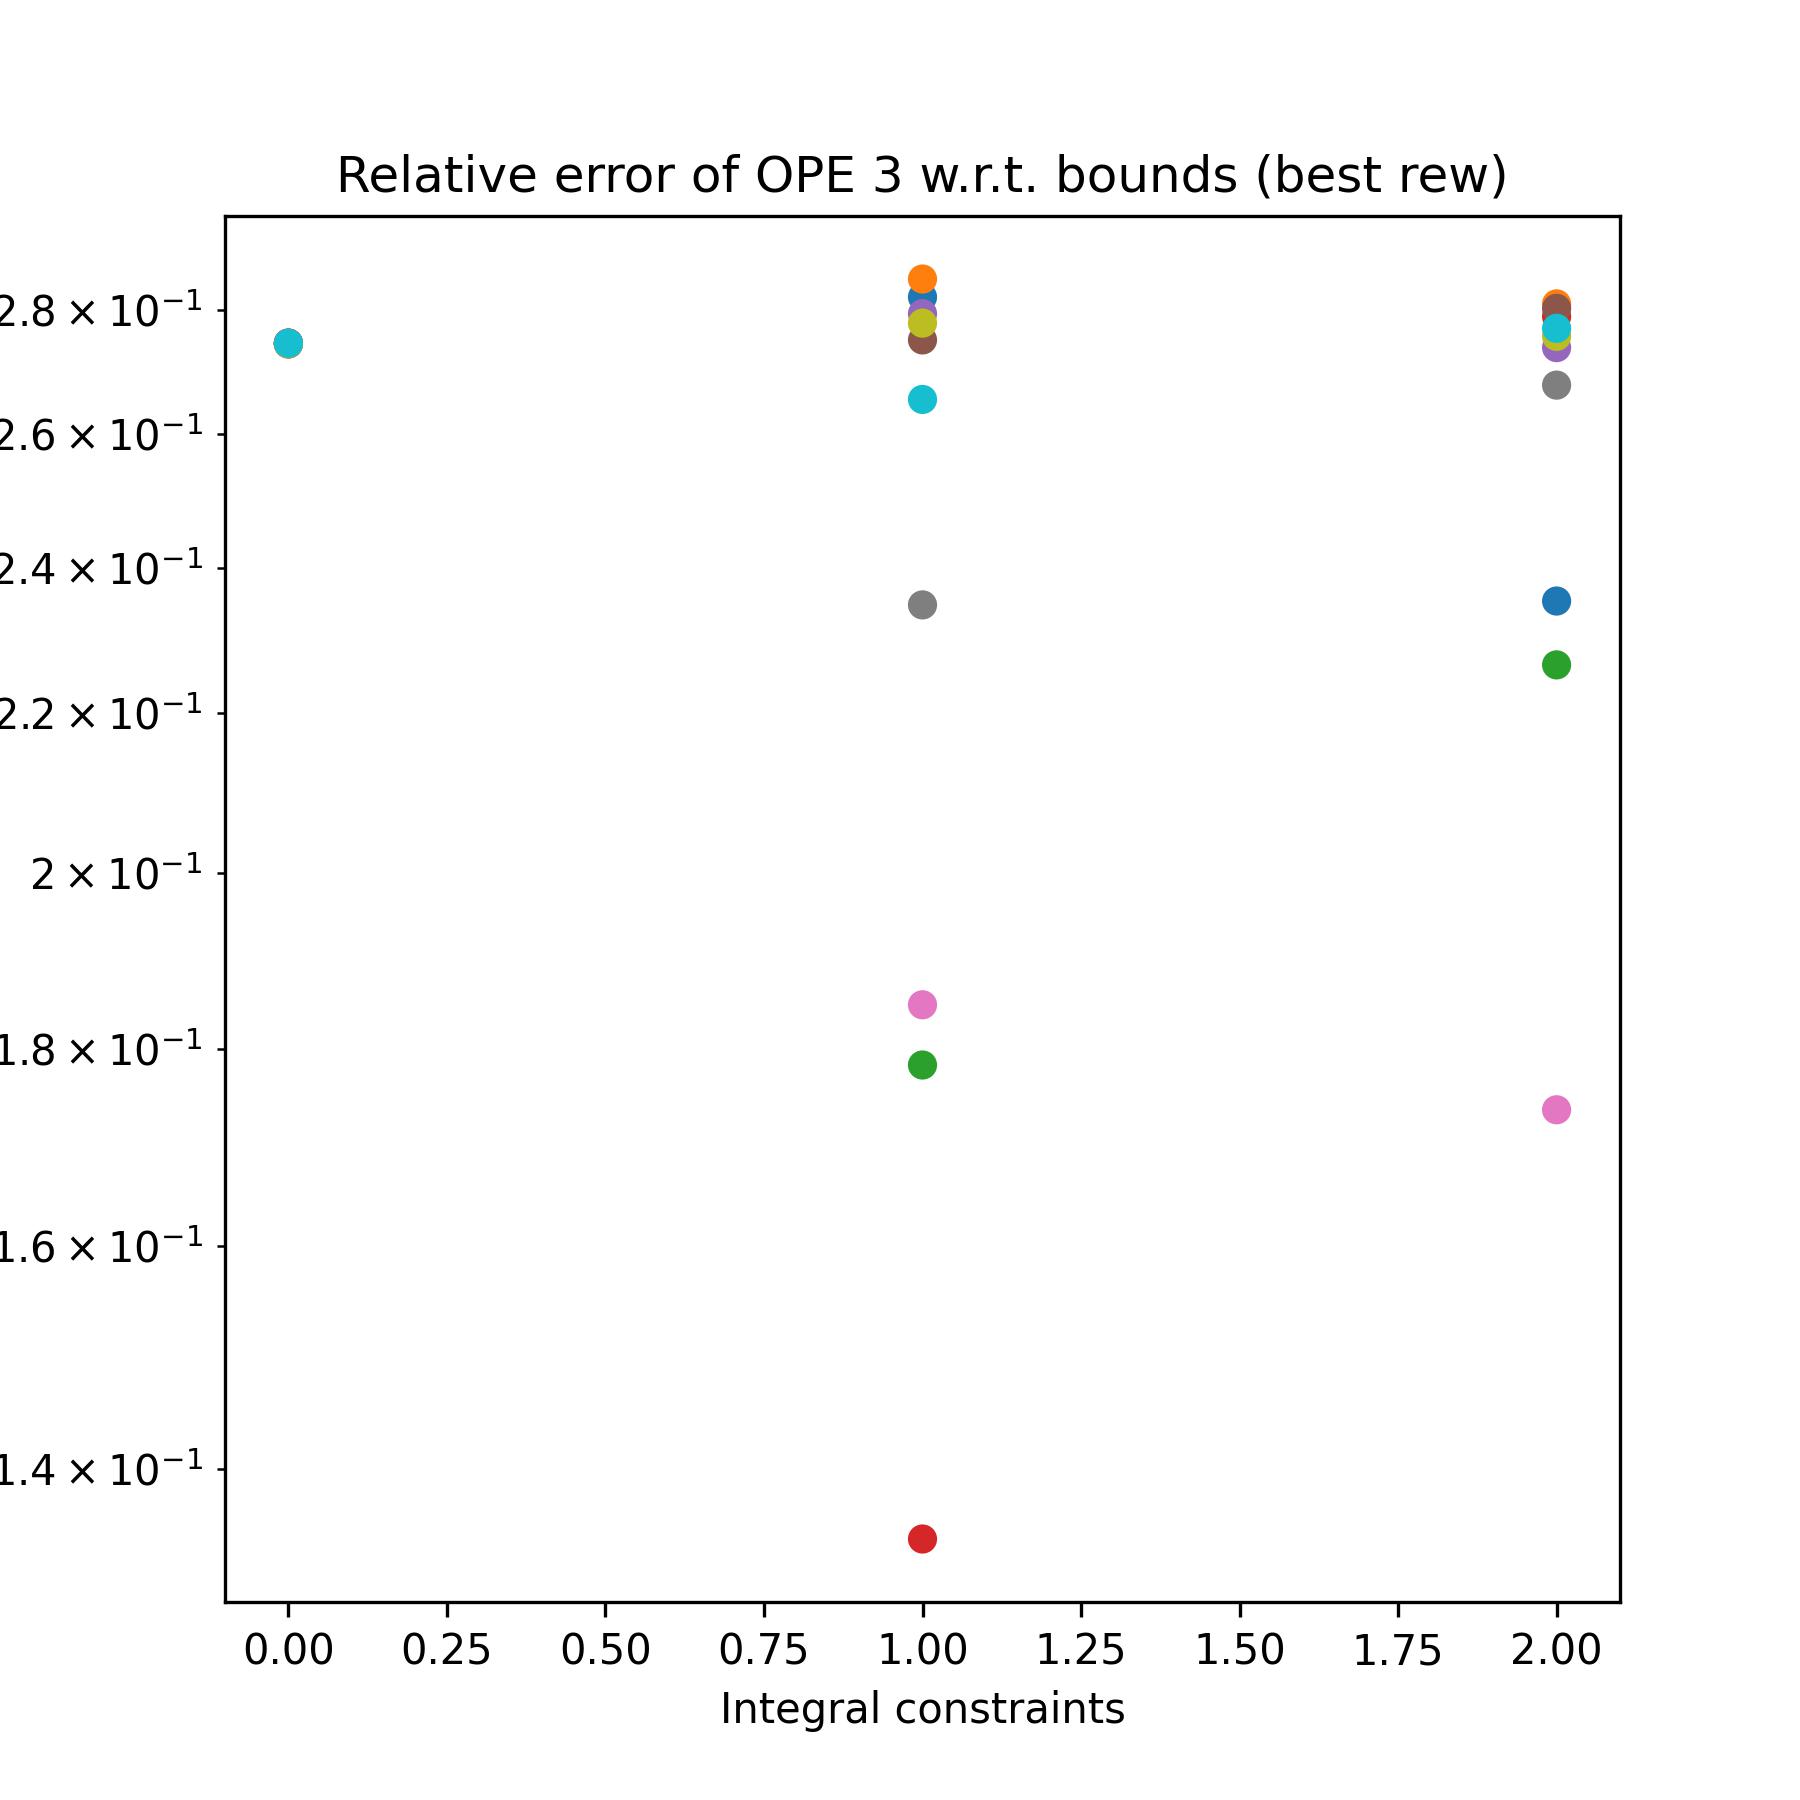 Relative error of OPE 3 w.r.t. bounds (best rew)
2.8 × 10⁻¹
2.6 × 10⁻¹
2.4 × 10⁻¹
2.2 × 10⁻¹
2 × 10⁻¹
1.8 × 10⁻¹
1.6 × 10⁻¹
1.4 × 10⁻¹
0.00 0.25 0.50 0.75 1.00 1.25 1.50 1.75 2.00
Integral constraints